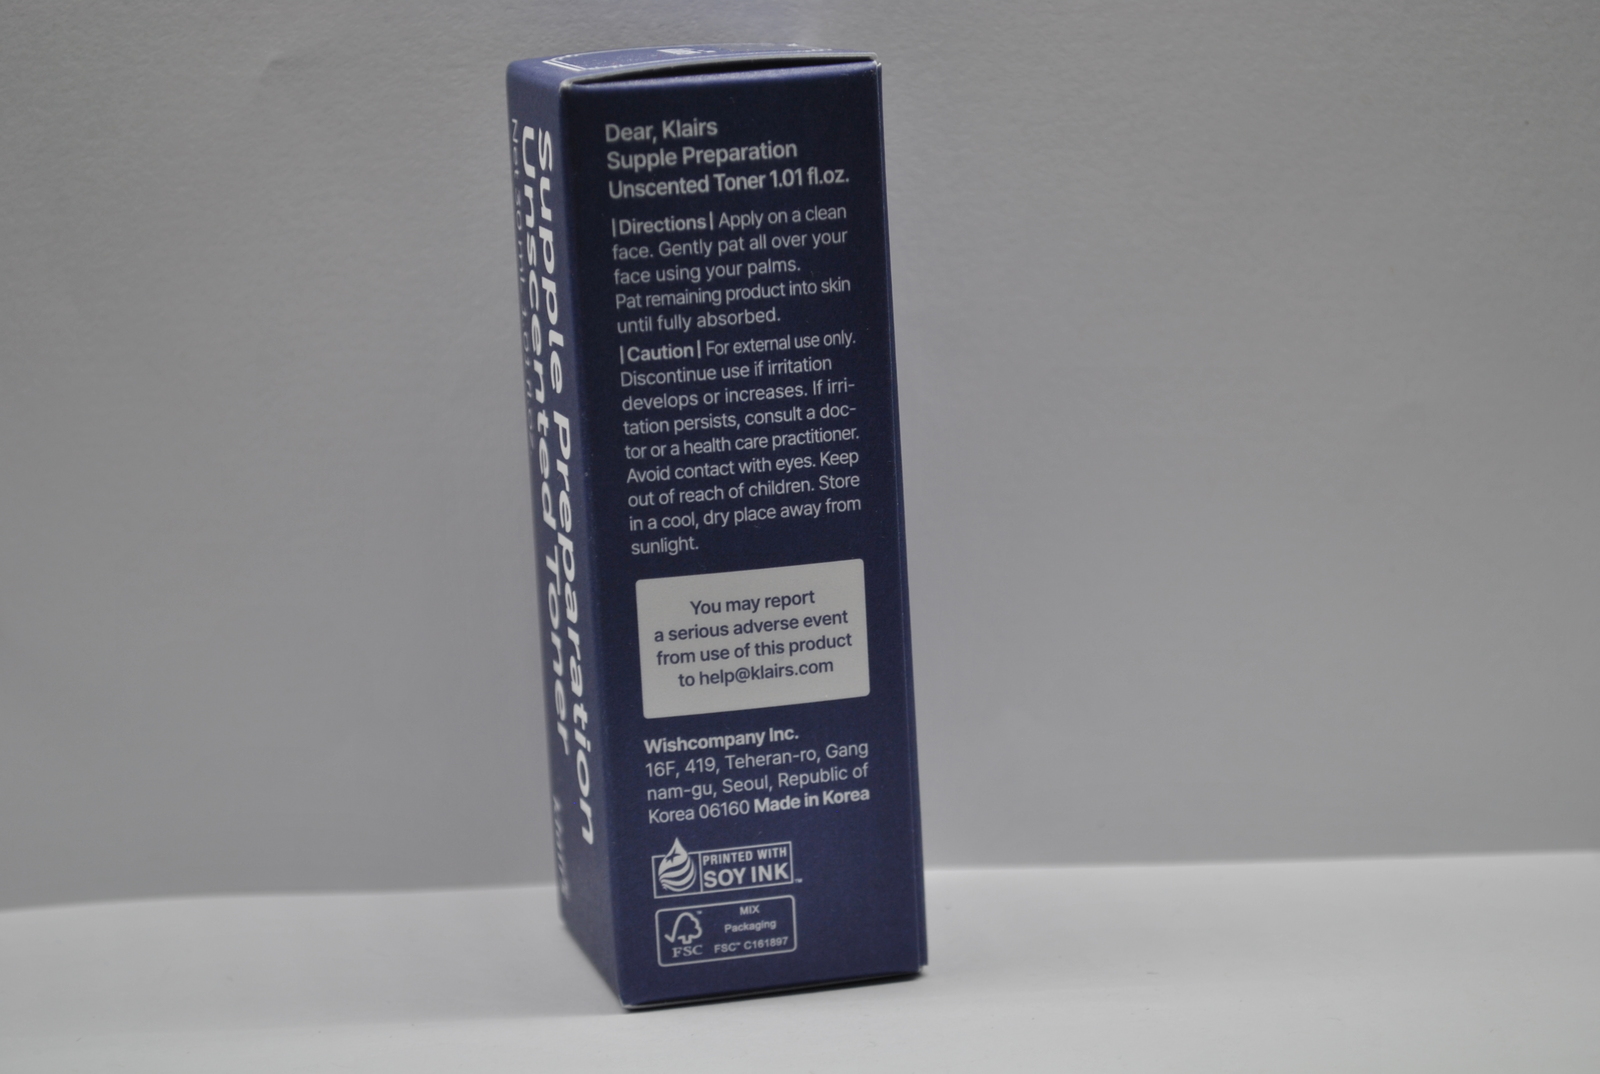 Supple Preparation
Unscented Toner
Dear, Klairs
Supple Preparation
Unscented Toner 1.01 fl.oz.
|Directions| Apply on a clean
face. Gently pat all over your
face using your palms.
Pat remaining product into skin
until fully absorbed.
|Caution| For external use only.
Discontinue use if irritation
develops or increases. If irri-
tation persists, consult a doc-
tor or a health care practitioner.
Avoid contact with eyes. Keep
out of reach of children. Store
in a cool, dry place away from
sunlight.
You may report
a serious adverse event
from use of this product
to help@klairs.com
Wishcompany Inc.
16F, 419, Teheran-ro, Gang
nam-gu, Seoul, Republic of
Korea 06160 Made in Korea
PRINTED WITH
SOY INK™
MIX
Packaging
FSC™ C161897
FSC™